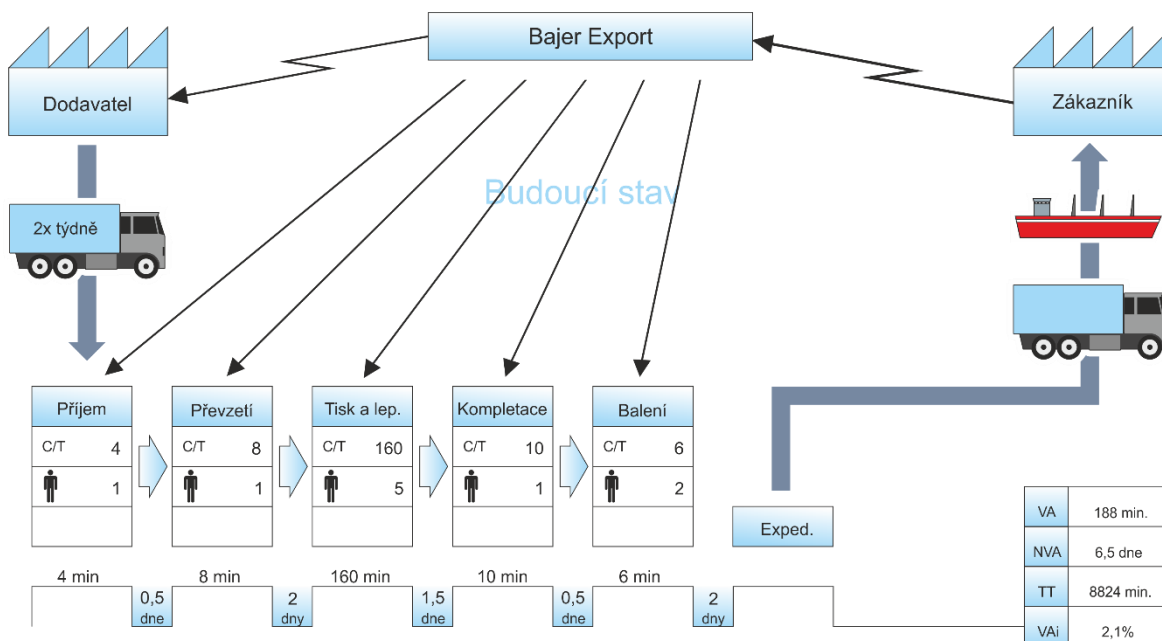 Bajer Export
Dodavatel
Zákazník
Budoucí stav
2x týdně
Příjem
C/T 4
1
Převzetí
C/T 8
1
Tisk a lep.
C/T 160
5
Kompletace
C/T 10
1
Balení
C/T 6
2
Exped.
4 min
0,5
dne
8 min
2
dny
160 min
1,5
dne
10 min
0,5
dne
6 min
2
dny
VA 188 min.
NVA 6,5 dne
TT 8824 min.
VAi 2,1%